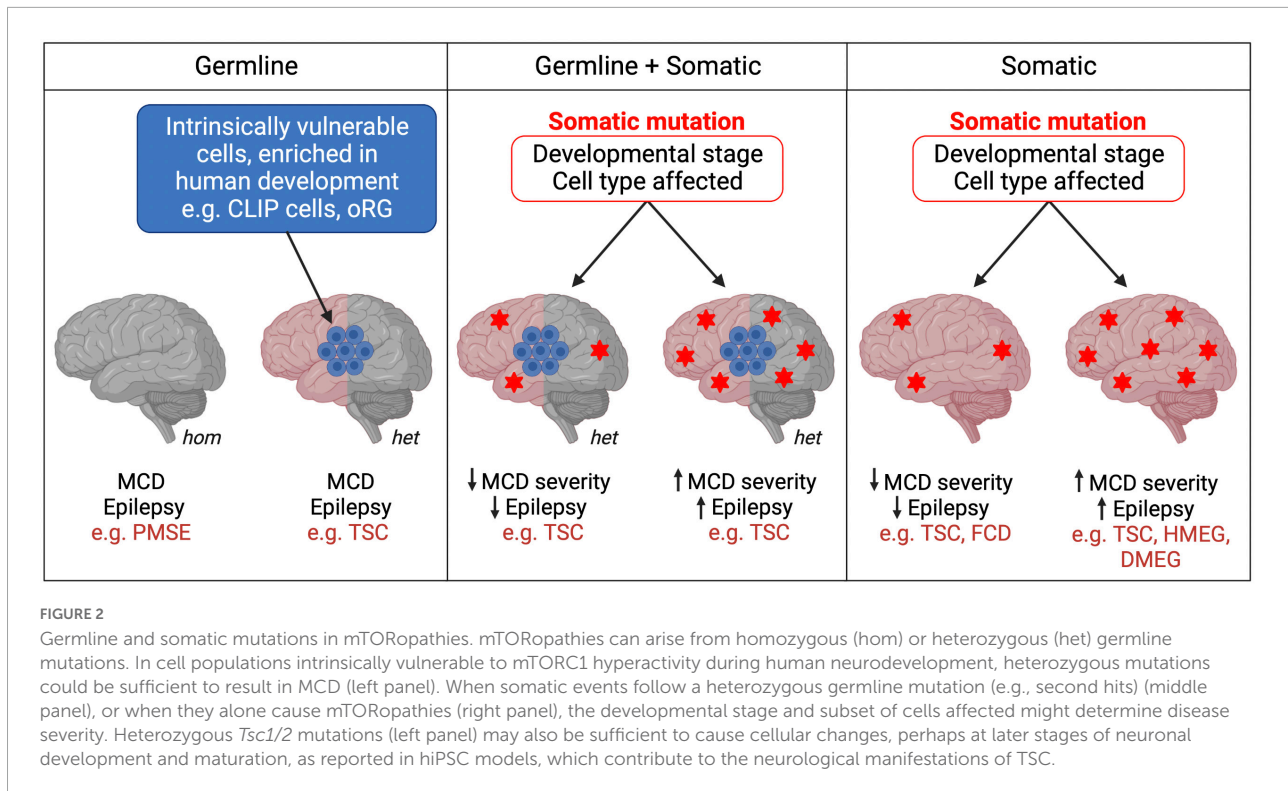 Germline
Germline + Somatic
Somatic
Intrinsically vulnerable
cells, enriched in
human development
e.g. CLIP cells, oRG
Somatic mutation
Developmental stage
Cell type affected
Somatic mutation
Developmental stage
Cell type affected
hom
het
het
het
MCD
Epilepsy
e.g. PMSE
MCD
Epilepsy
e.g. TSC
↓ MCD severity
↓ Epilepsy
e.g. TSC
↑ MCD severity
↑ Epilepsy
e.g. TSC
↓ MCD severity
↓ Epilepsy
e.g. TSC, FCD
↑ MCD severity
↑ Epilepsy
e.g. TSC, HMEG,
DMEG
FIGURE 2
Germline and somatic mutations in mTORopathies. mTORopathies can arise from homozygous (hom) or heterozygous (het) germline
mutations. In cell populations intrinsically vulnerable to mTORC1 hyperactivity during human neurodevelopment, heterozygous mutations
could be sufficient to result in MCD (left panel). When somatic events follow a heterozygous germline mutation (e.g., second hits) (middle
panel), or when they alone cause mTORopathies (right panel), the developmental stage and subset of cells affected might determine disease
severity. Heterozygous Tsc1/2 mutations (left panel) may also be sufficient to cause cellular changes, perhaps at later stages of neuronal
development and maturation, as reported in hiPSC models, which contribute to the neurological manifestations of TSC.